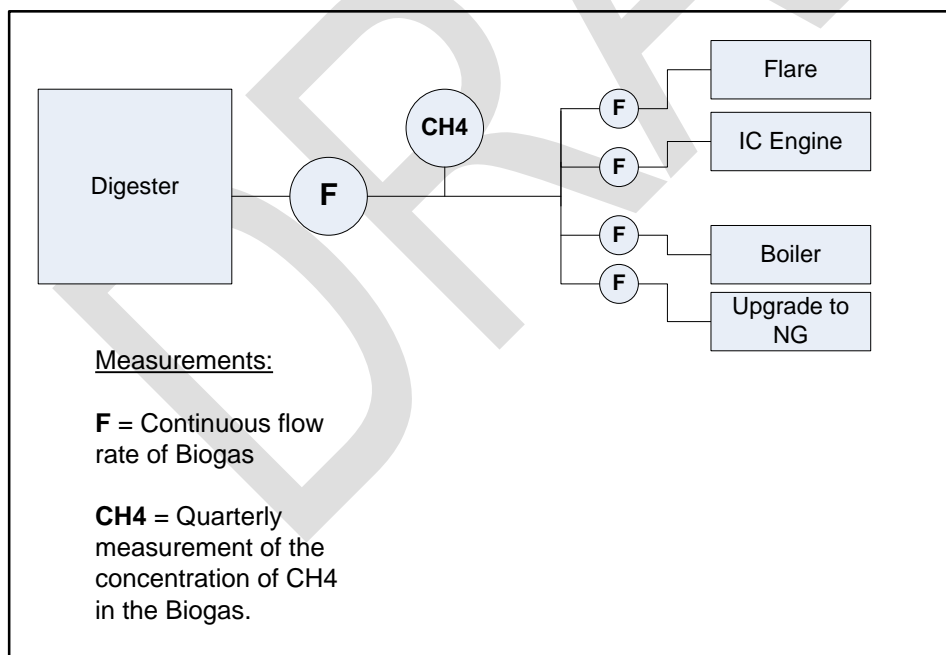 Flare
F
CH4
F
IC Engine
Digester
F
F
Boiler
F
Upgrade to
NG
Measurements:
F = Continuous flow
rate of Biogas
CH4 = Quarterly
measurement of the
concentration of CH4
in the Biogas.